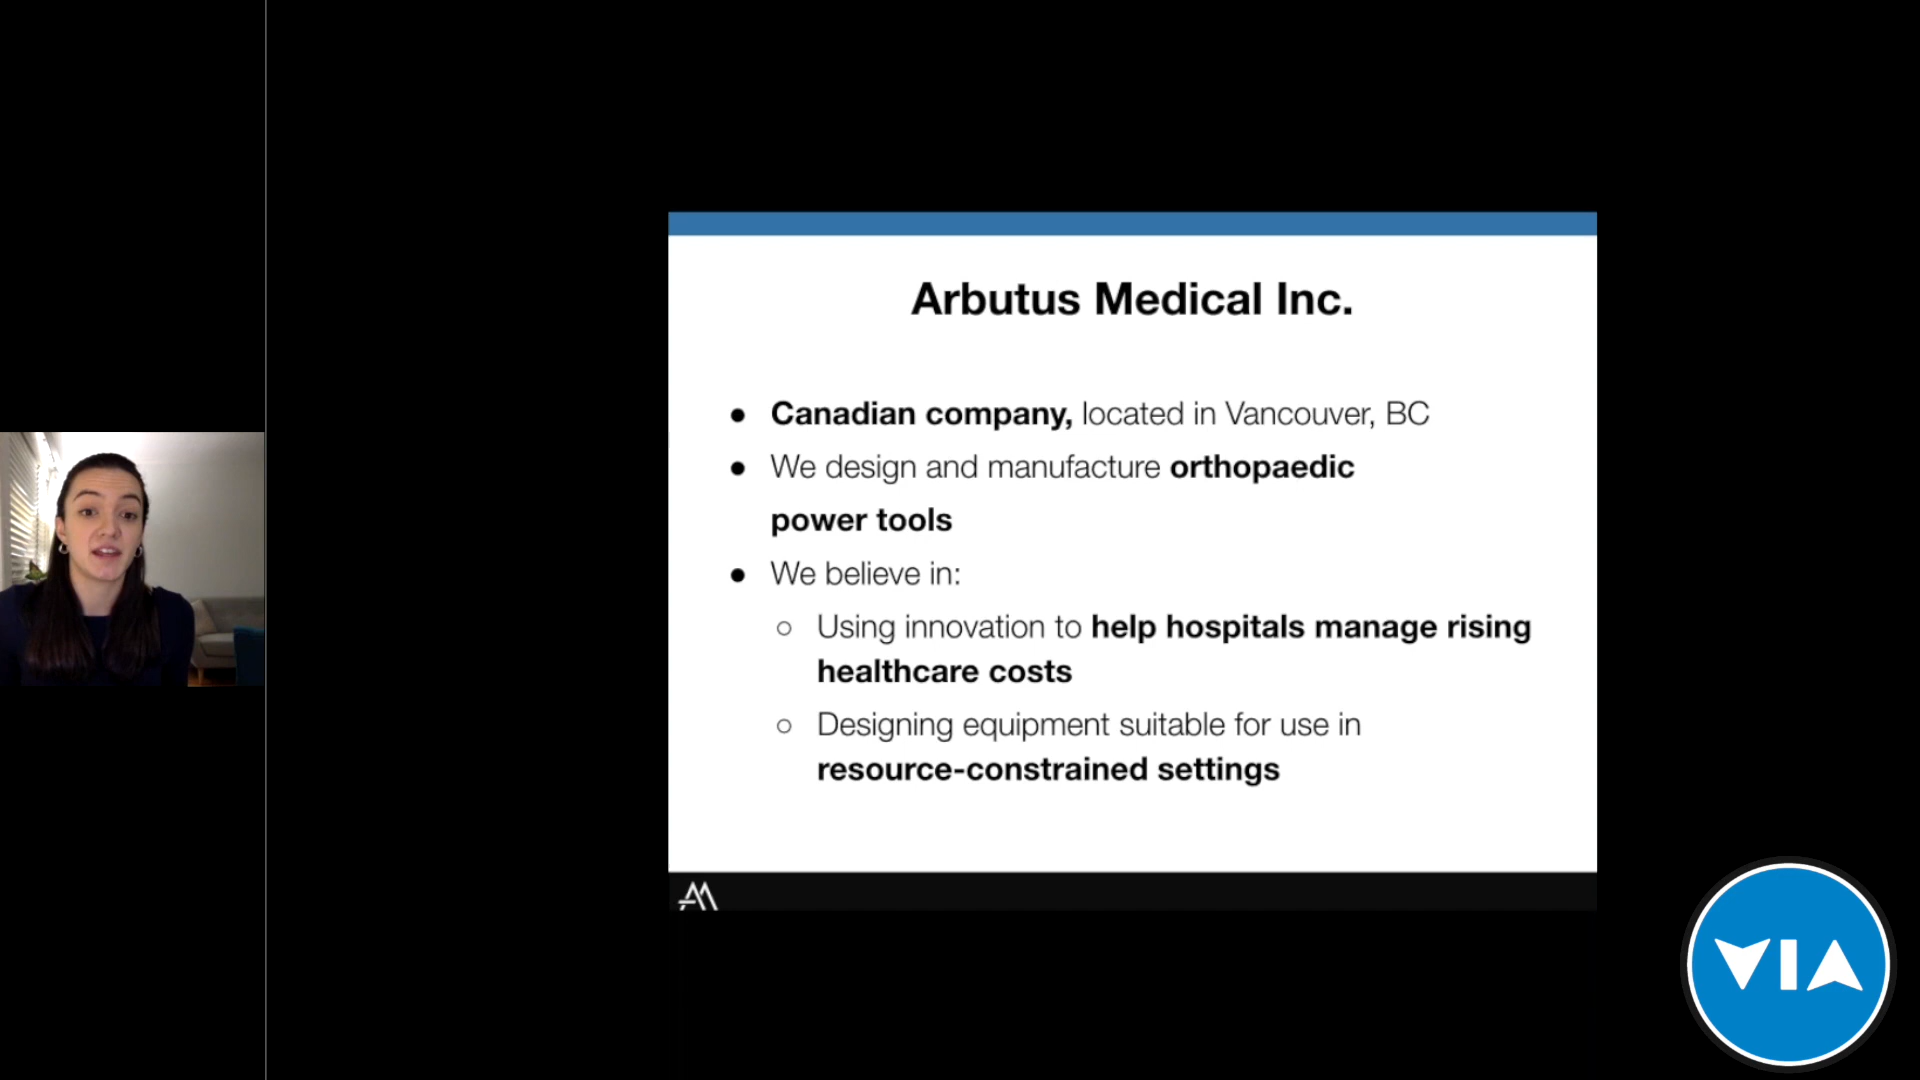 Arbutus Medical Inc.
● Canadian company, located in Vancouver, BC
● We design and manufacture orthopaedic
power tools
● We believe in:
○ Using innovation to help hospitals manage rising
healthcare costs
○ Designing equipment suitable for use in
resource-constrained settings
VIA